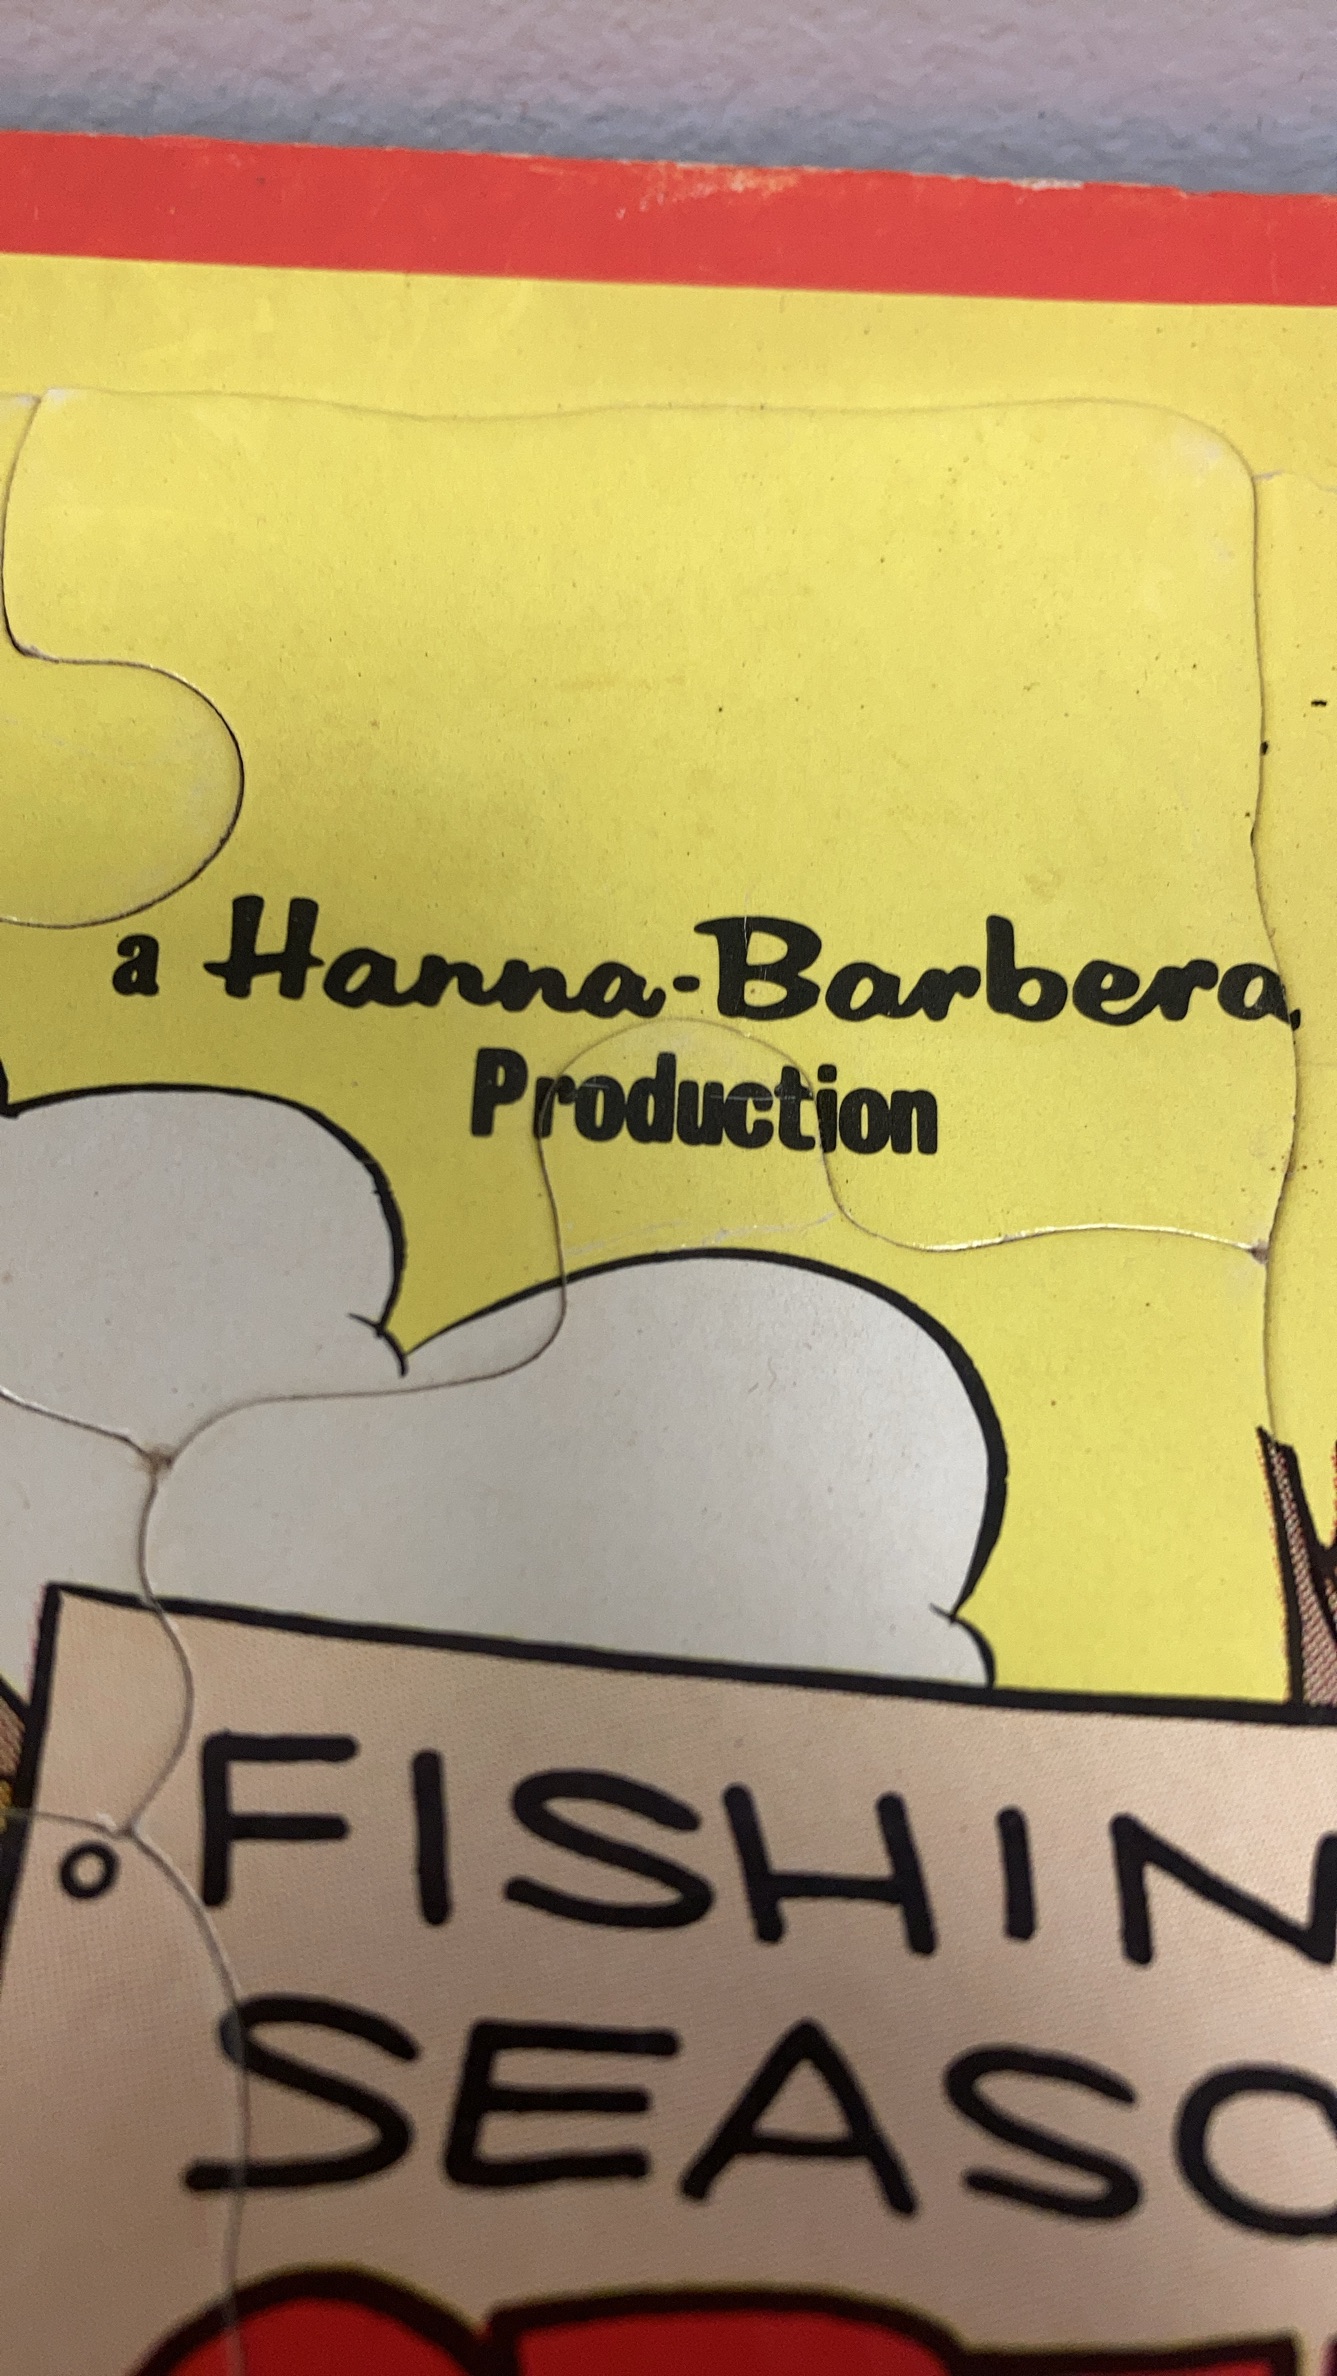 a Hanna-Barbera
Production
FISHIN
SEASO